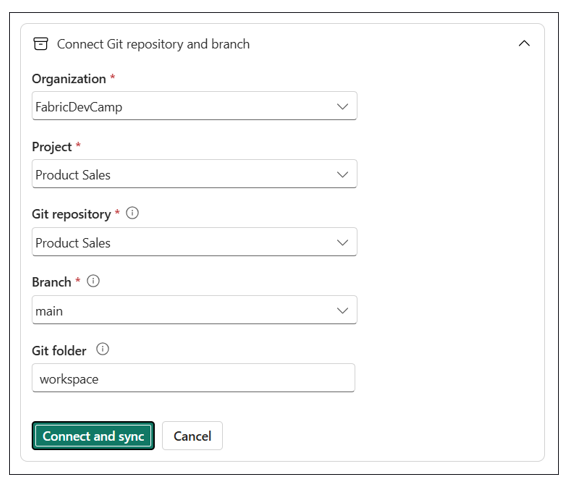 Connect Git repository and branch
Organization *
FabricDevCamp
Project *
Product Sales
Git repository *
Product Sales
Branch *
main
Git folder
workspace
Connect and sync Cancel